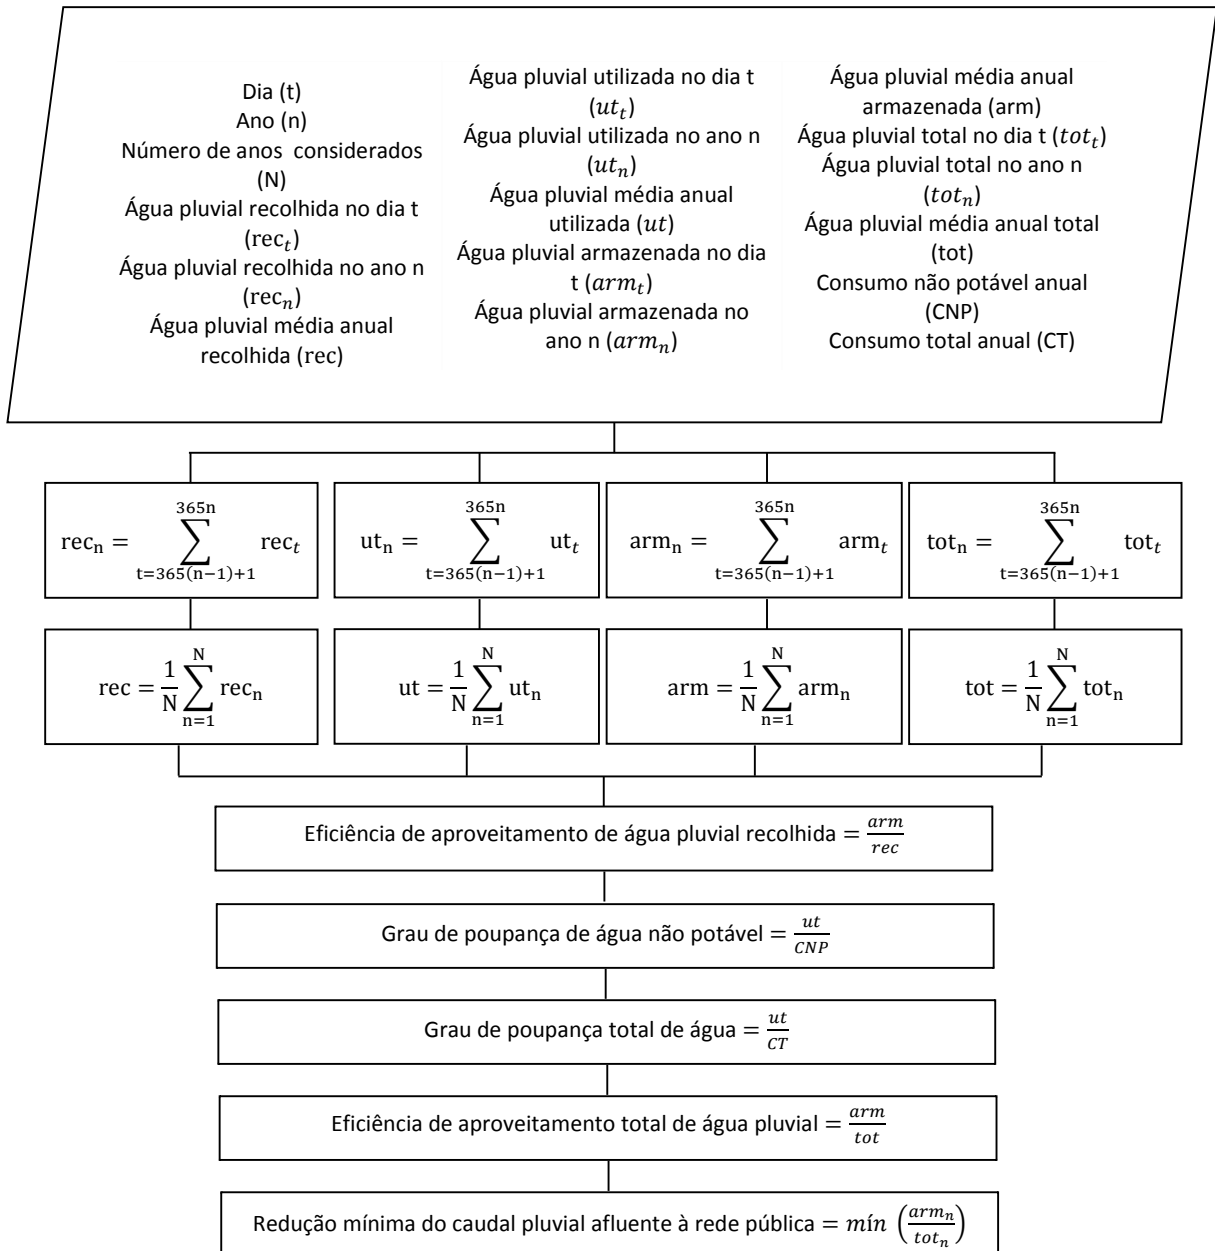 Dia (t)
Ano (n)
Número de anos considerados
(N)
Água pluvial recolhida no dia t
(rec_t)
Água pluvial recolhida no ano n
(rec_n)
Água pluvial média anual
recolhida (rec)
Água pluvial utilizada no dia t
(ut_t)
Água pluvial utilizada no ano n
(ut_n)
Água pluvial média anual
utilizada (ut)
Água pluvial armazenada no dia
t (arm_t)
Água pluvial armazenada no
ano n (arm_n)
Água pluvial média anual
armazenada (arm)
Água pluvial total no dia t (tot_t)
Água pluvial total no ano n
(tot_n)
Água pluvial média anual total
(tot)
Consumo não potável anual
(CNP)
Consumo total anual (CT)
rec_n = ∑_{t=365(n−1)+1}^{365n} rec_t
ut_n = ∑_{t=365(n−1)+1}^{365n} ut_t
arm_n = ∑_{t=365(n−1)+1}^{365n} arm_t
tot_n = ∑_{t=365(n−1)+1}^{365n} tot_t
rec = 1/N ∑_{n=1}^{N} rec_n
ut = 1/N ∑_{n=1}^{N} ut_n
arm = 1/N ∑_{n=1}^{N} arm_n
tot = 1/N ∑_{n=1}^{N} tot_n
Eficiência de aproveitamento de água pluvial recolhida = arm/rec
Grau de poupança de água não potável = ut/CNP
Grau de poupança total de água = ut/CT
Eficiência de aproveitamento total de água pluvial = arm/tot
Redução mínima do caudal pluvial afluente à rede pública = mín (arm_n/tot_n)